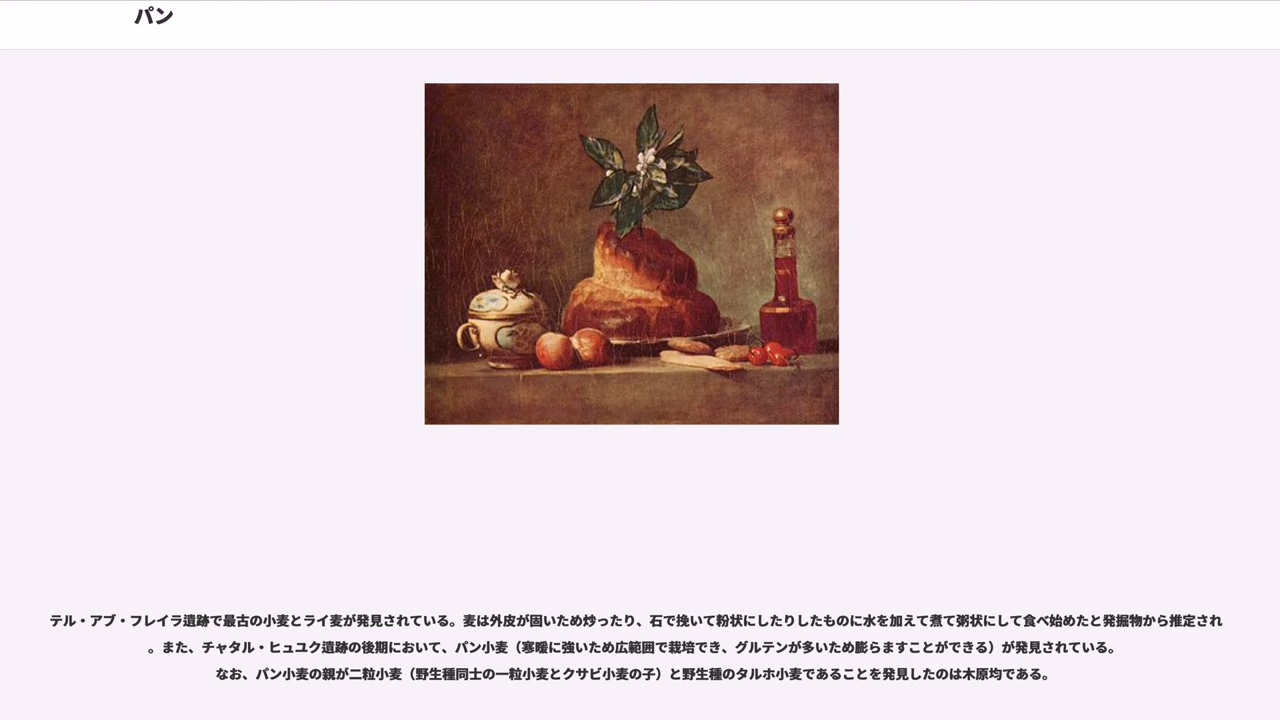 パン
テル・アブ・フレイラ遺跡で最古の小麦とライ麦が発見されている。麦は外皮が固いため炒ったり、石で挽いて粉状にしたりしたものに水を加えて煮て粥状にして食べ始めたと発掘物から推定され
。また、チャタル・ヒュユク遺跡の後期において、パン小麦（寒暖に強いため広範囲で栽培でき、グルテンが多いため膨らますことができる）が発見されている。
なお、パン小麦の親が二粒小麦（野生種同士の一粒小麦とクサビ小麦の子）と野生種のタルホ小麦であることを発見したのは木原均である。